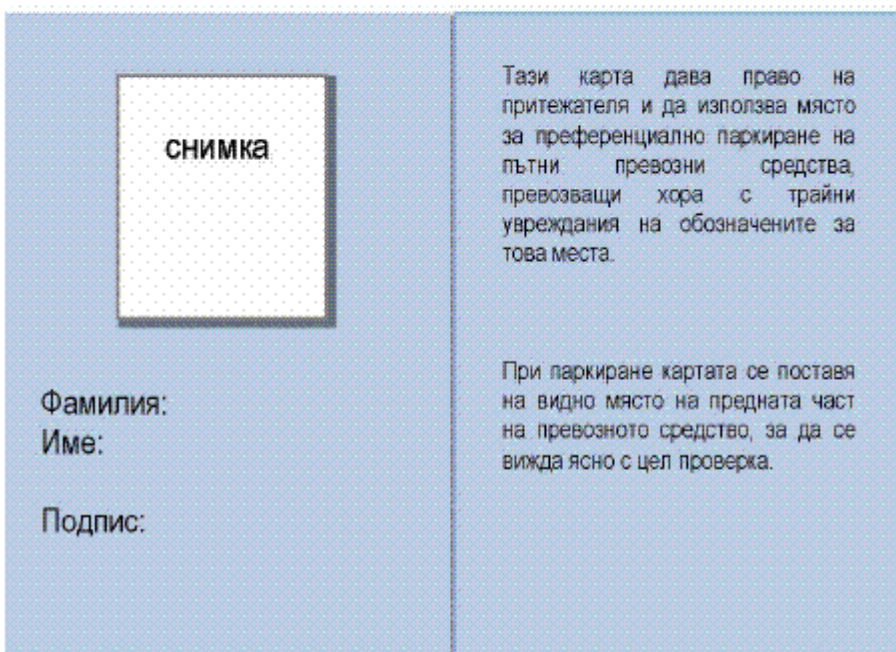 снимка
Фамилия:
Име:
Подпис:
Тази карта дава право на
притежателя и да използва място
за преференциално паркиране на
пътни превозни средства,
превозващи хора с трайни
увреждания на обозначените за
това места.
При паркиране картата се поставя
на видно място на предната част
на превозното средство, за да се
вижда ясно с цел проверка.